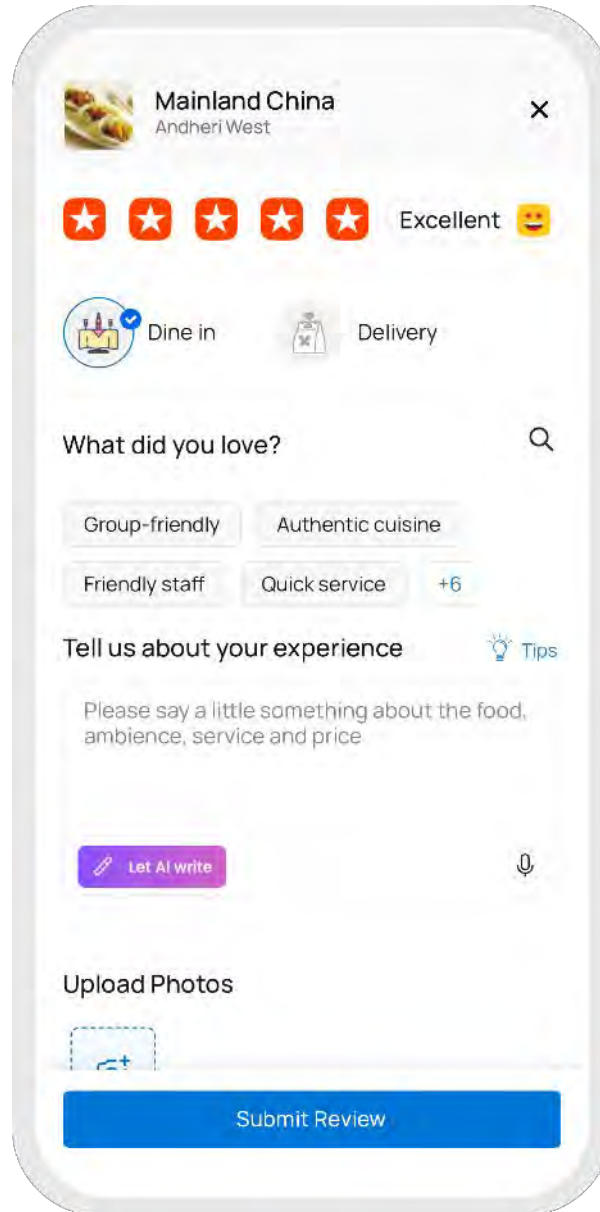 Mainland China
Andheri West
Excellent
Dine in
Delivery
What did you love?
Group-friendly
Authentic cuisine
Friendly staff
Quick service
+6
Tell us about your experience
Tips
Please say a little something about the food,
ambience, service and price
Let AI write
Upload Photos
Submit Review